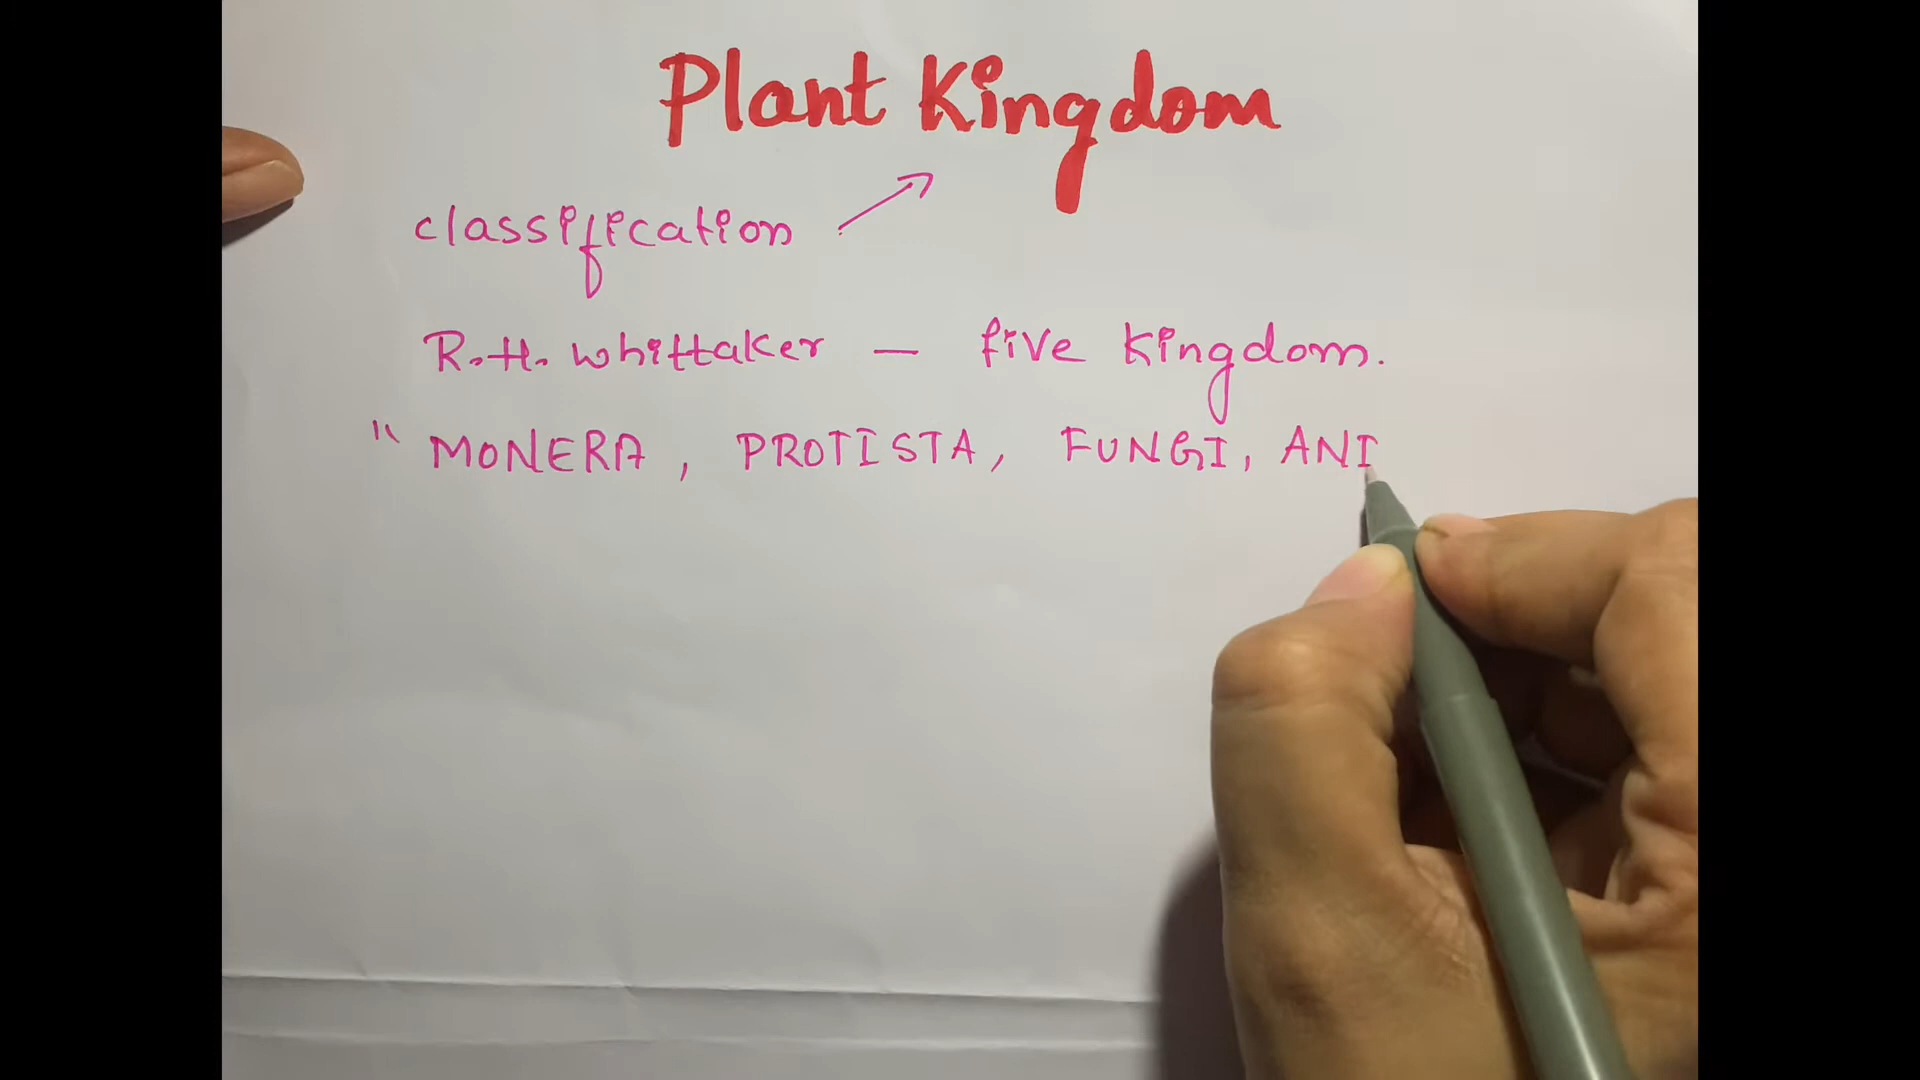 Plant Kingdom
classification
R.H. Whittaker — five Kingdom.
" MONERA, PROTISTA, FUNGI, ANI